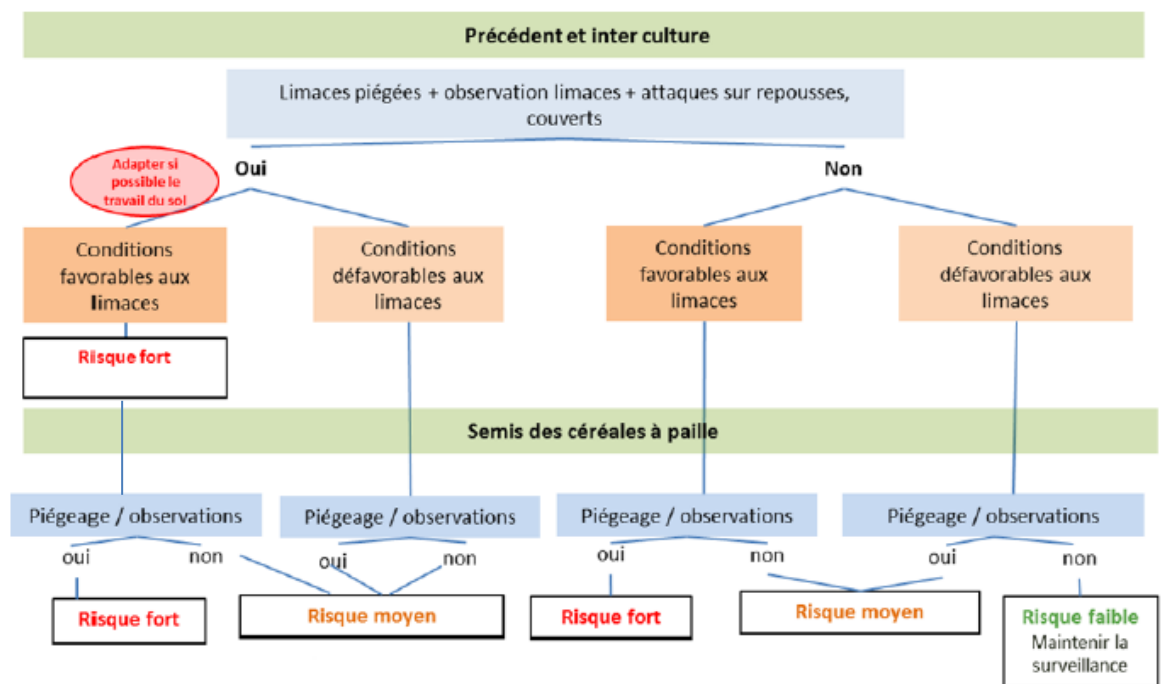 Précédent et inter culture
Limaces piégées + observation limaces + attaques sur repousses,
couverts
Adapter si
possible le
travail du sol
Oui
Non
Conditions
favorables aux
limaces
Conditions
défavorables aux
limaces
Conditions
favorables aux
limaces
Conditions
défavorables aux
limaces
Risque fort
Semis des céréales à paille
Piégeage / observations
Piégeage / observations
Piégeage / observations
Piégeage / observations
oui
non
oui
non
oui
non
oui
non
Risque fort
Risque moyen
Risque fort
Risque moyen
Risque faible
Maintenir la
surveillance